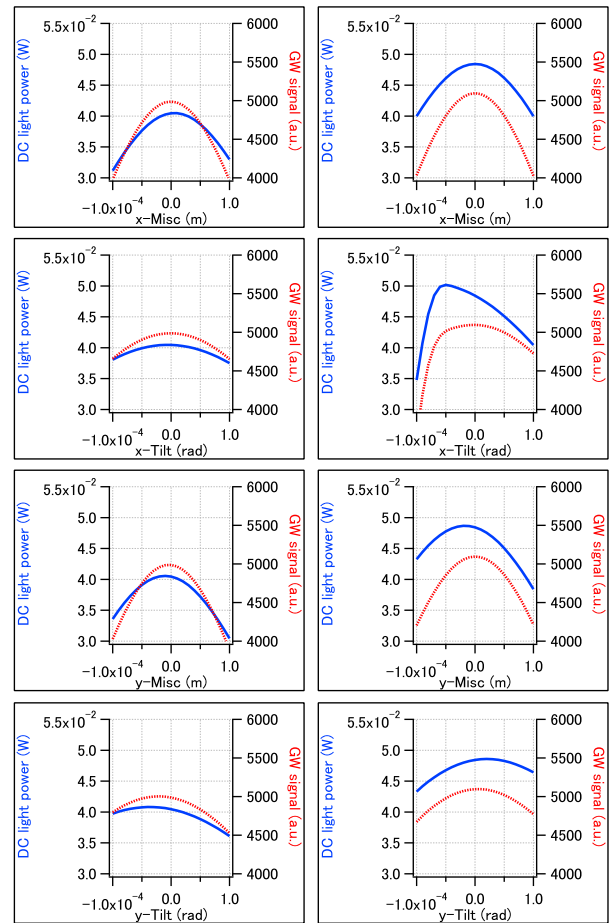 5.5x10⁻²
5.0
4.5
4.0
3.5
3.0
DC light power (W)
6000
5500
5000
4500
4000
GW signal (a.u.)
−1.0x10⁻⁴
0.0
1.0
x-Misc (m)
5.5x10⁻²
5.0
4.5
4.0
3.5
3.0
DC light power (W)
6000
5500
5000
4500
4000
GW signal (a.u.)
−1.0x10⁻⁴
0.0
1.0
x-Misc (m)
5.5x10⁻²
5.0
4.5
4.0
3.5
3.0
DC light power (W)
6000
5500
5000
4500
4000
GW signal (a.u.)
−1.0x10⁻⁴
0.0
1.0
x-Tilt (rad)
5.5x10⁻²
5.0
4.5
4.0
3.5
3.0
DC light power (W)
6000
5500
5000
4500
4000
GW signal (a.u.)
−1.0x10⁻⁴
0.0
1.0
x-Tilt (rad)
5.5x10⁻²
5.0
4.5
4.0
3.5
3.0
DC light power (W)
6000
5500
5000
4500
4000
GW signal (a.u.)
−1.0x10⁻⁴
0.0
1.0
y-Misc (m)
5.5x10⁻²
5.0
4.5
4.0
3.5
3.0
DC light power (W)
6000
5500
5000
4500
4000
GW signal (a.u.)
−1.0x10⁻⁴
0.0
1.0
y-Misc (m)
5.5x10⁻²
5.0
4.5
4.0
3.5
3.0
DC light power (W)
6000
5500
5000
4500
4000
GW signal (a.u.)
−1.0x10⁻⁴
0.0
1.0
y-Tilt (rad)
5.5x10⁻²
5.0
4.5
4.0
3.5
3.0
DC light power (W)
6000
5500
5000
4500
4000
GW signal (a.u.)
−1.0x10⁻⁴
0.0
1.0
y-Tilt (rad)